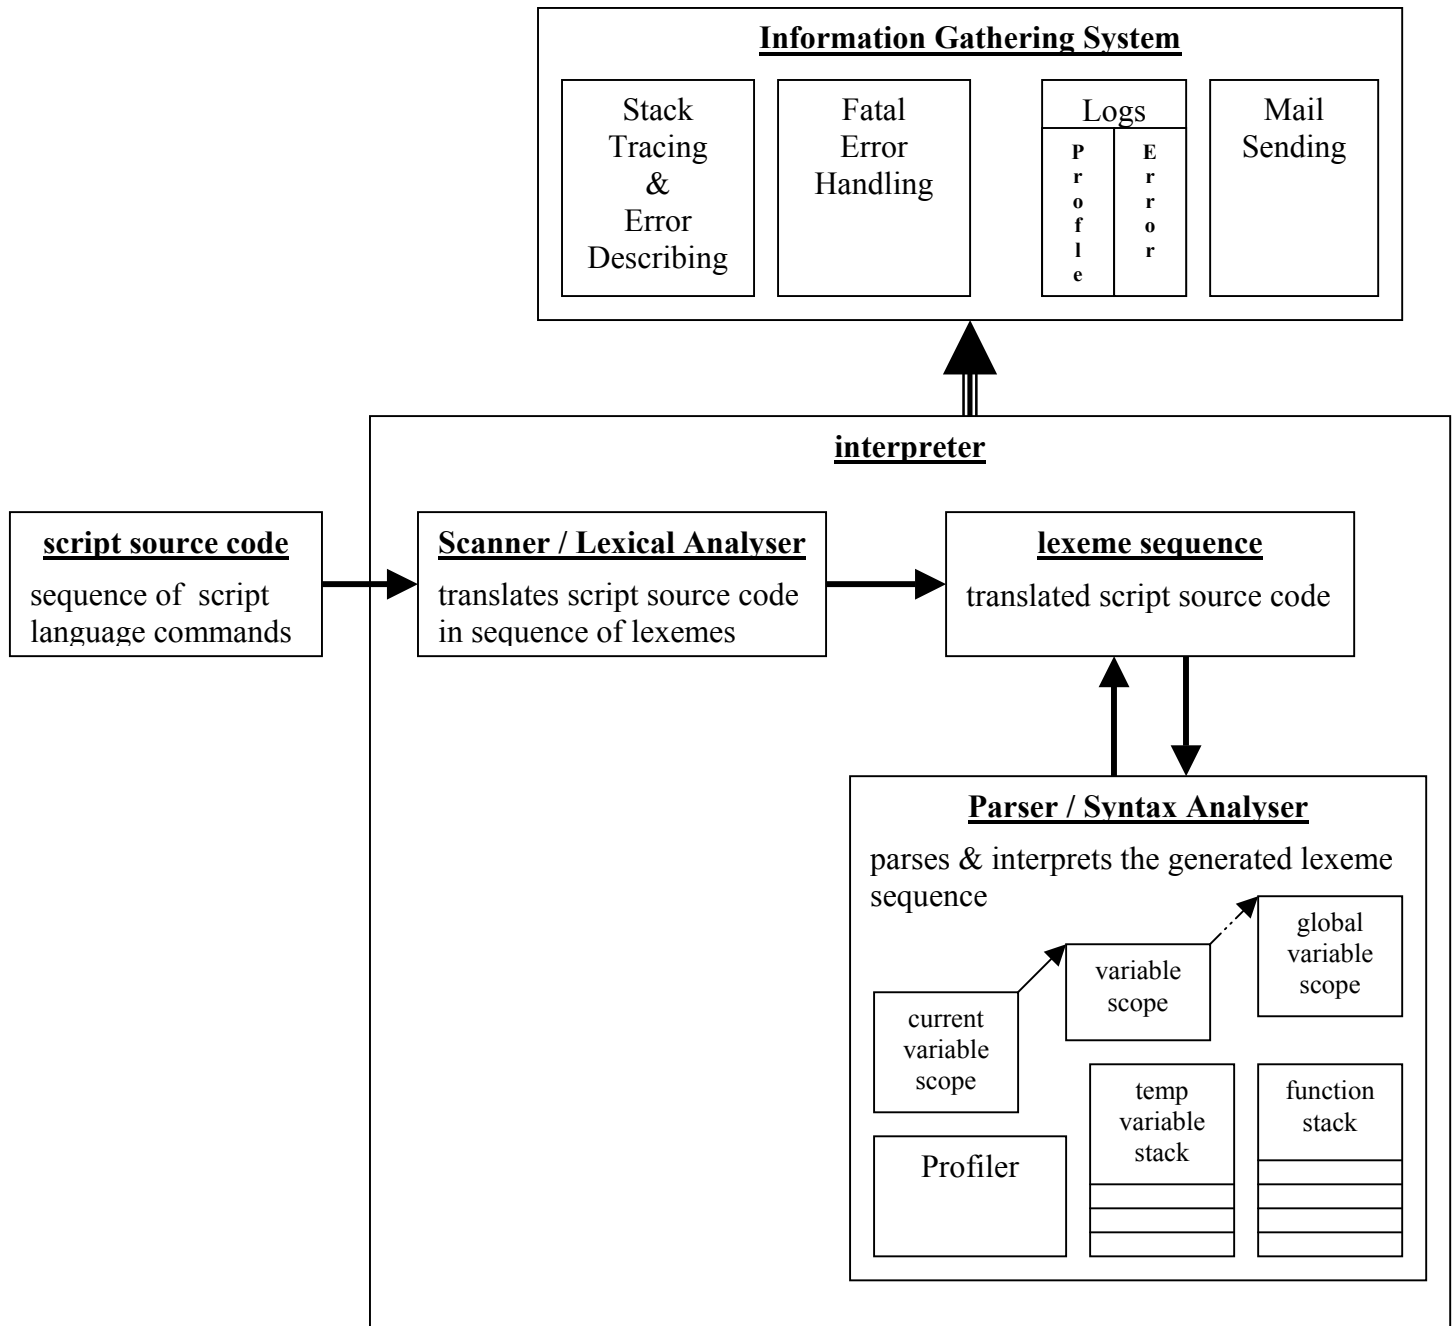 Information Gathering System
Stack
Tracing
&
Error
Describing
Fatal
Error
Handling
Logs
Profle
Error
Mail
Sending
interpreter
script source code
sequence of script
language commands
Scanner / Lexical Analyser
translates script source code
in sequence of lexemes
lexeme sequence
translated script source code
Parser / Syntax Analyser
parses & interprets the generated lexeme
sequence
current
variable
scope
variable
scope
global
variable
scope
Profiler
temp
variable
stack
function
stack